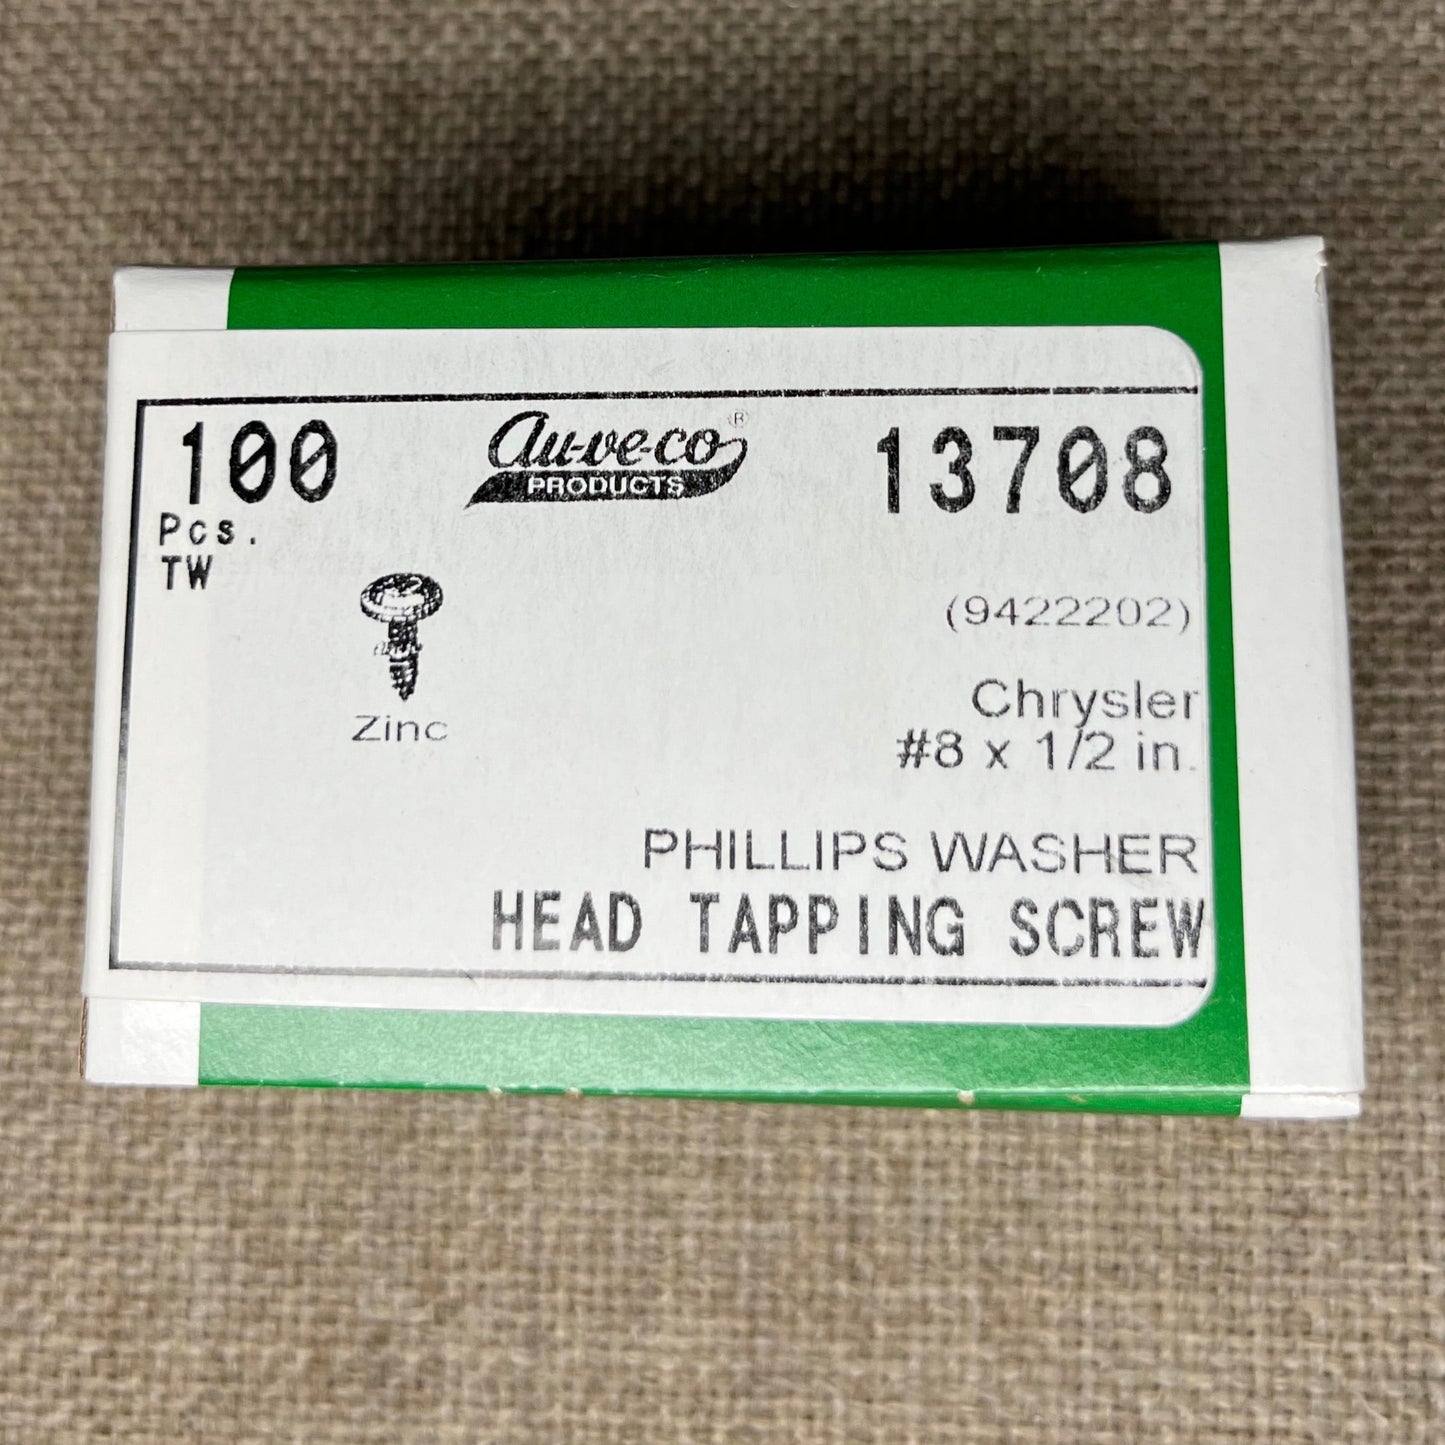 100
Pcs.
TW
Au-ve-co®
PRODUCTS
13708
(9422202)
Chrysler
#8 x 1/2 in.
Zinc
PHILLIPS WASHER
HEAD TAPPING SCREW